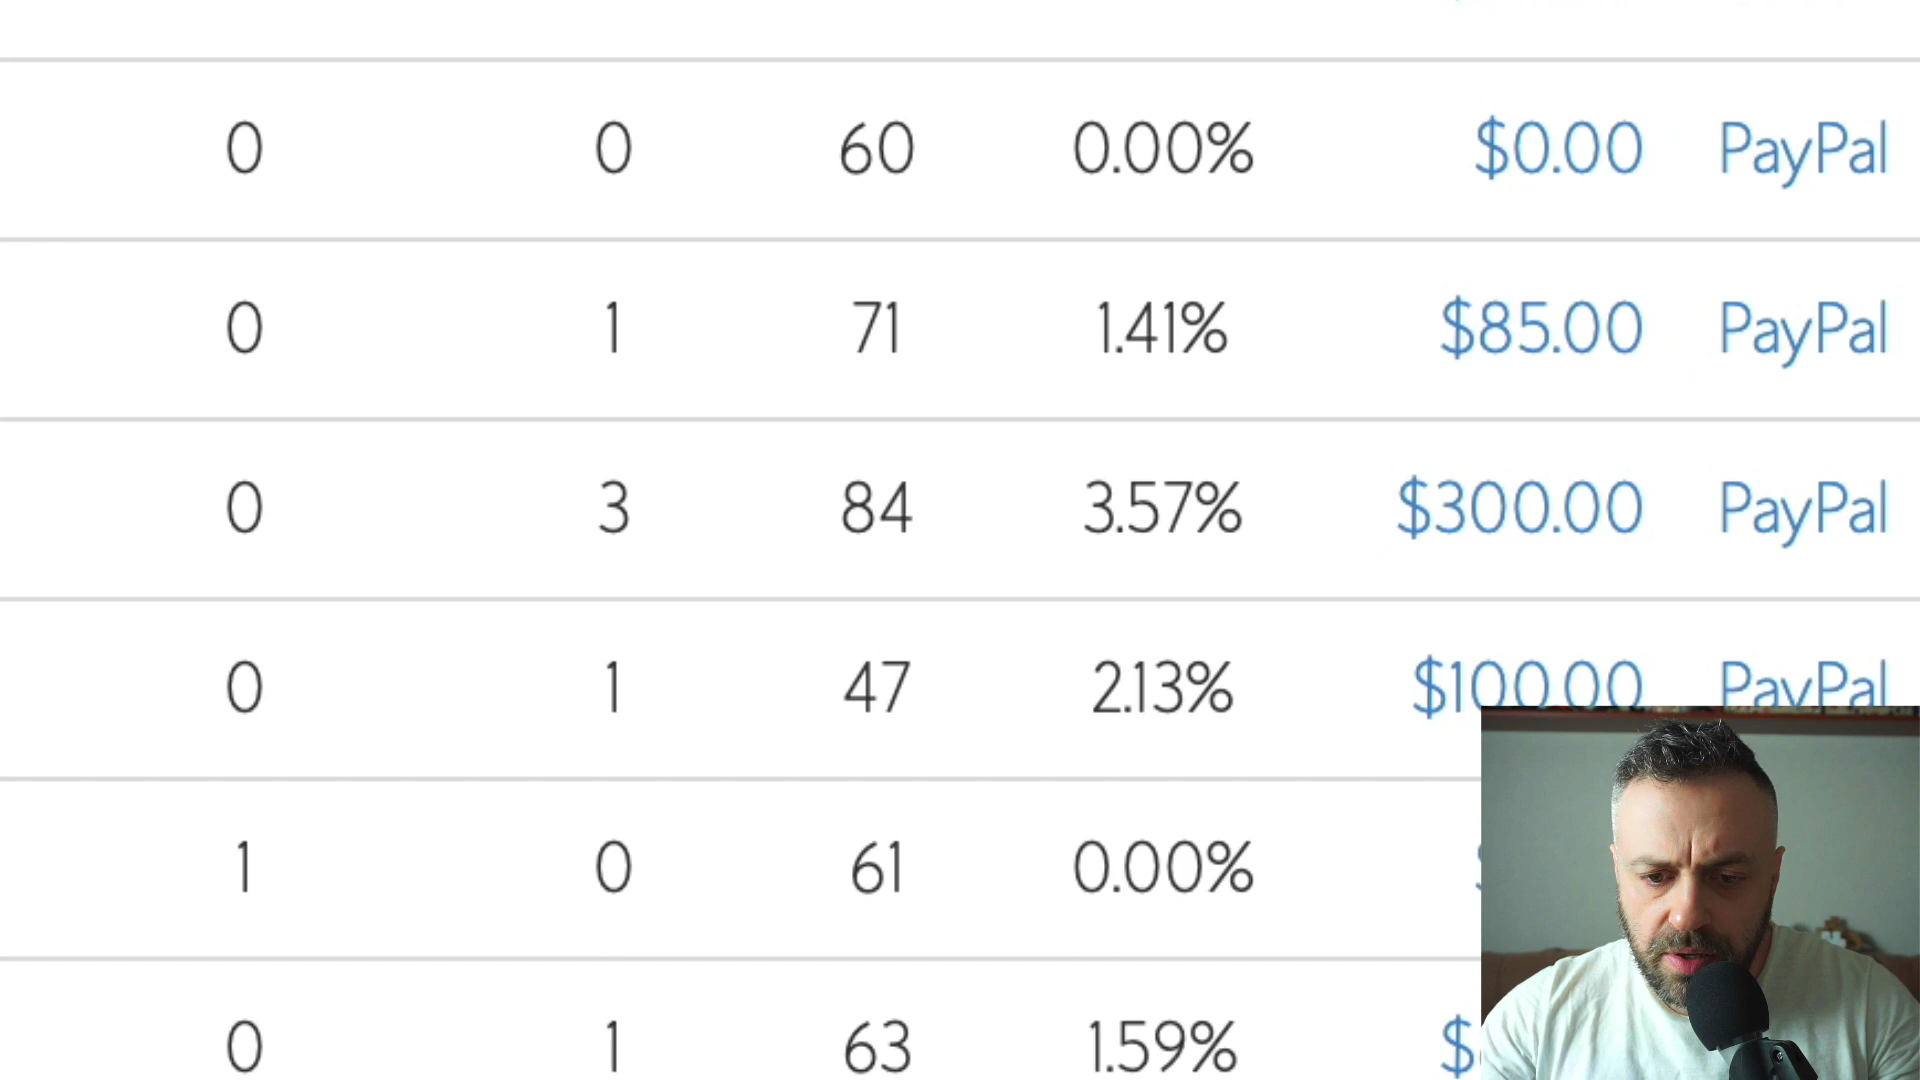 0 0 60 0.00% $0.00 PayPal
0 1 71 1.41% $85.00 PayPal
0 3 84 3.57% $300.00 PayPal
0 1 47 2.13% $100.00 PayPal
1 0 61 0.00%
0 1 63 1.59% $